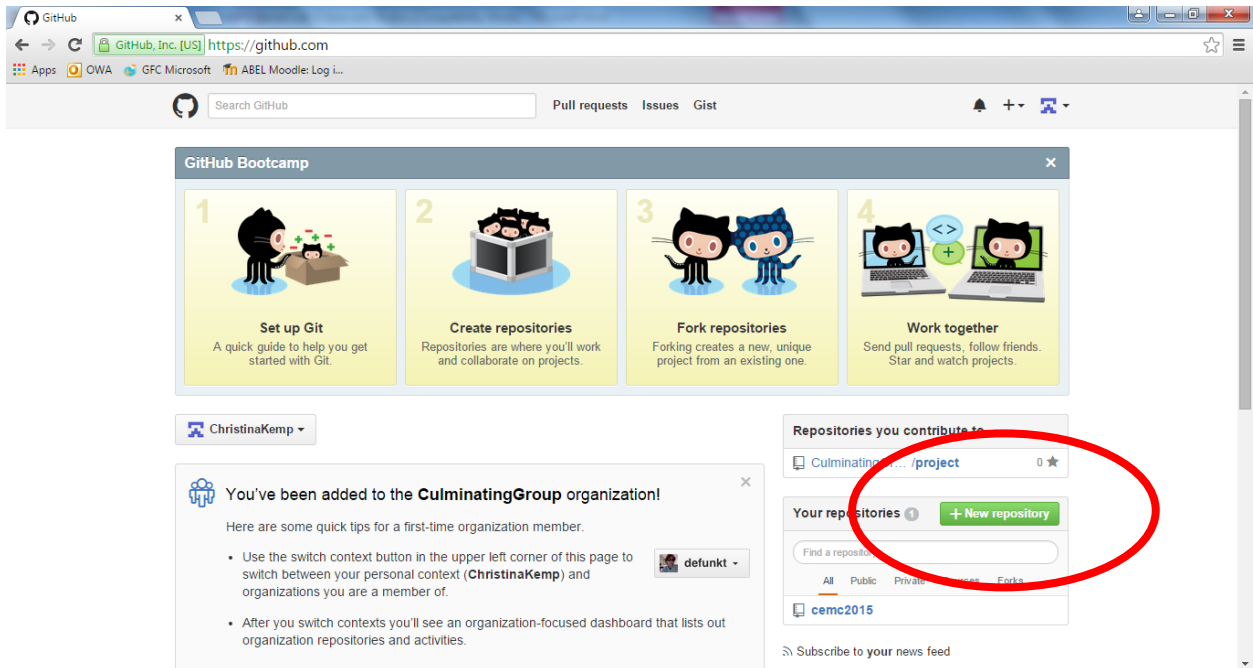 GitHub
GitHub, Inc. [US] https://github.com
Apps OWA GFC Microsoft ABEL Moodle: Log i...
Search GitHub Pull requests Issues Gist
GitHub Bootcamp
1
Set up Git
A quick guide to help you get
started with Git.
2
Create repositories
Repositories are where you'll work
and collaborate on projects.
3
Fork repositories
Forking creates a new, unique
project from an existing one.
4
Work together
Send pull requests, follow friends.
Star and watch projects.
ChristinaKemp
You've been added to the CulminatingGroup organization!
Here are some quick tips for a first-time organization member.
Use the switch context button in the upper left corner of this page to
switch between your personal context (ChristinaKemp) and
organizations you are a member of.
defunkt
After you switch contexts you'll see an organization-focused dashboard that lists out
organization repositories and activities.
Repositories you contribute to
/project 0
Your repositories 1 + New repository
Find a repository
All Public Private Sources Forks
cemc2015
Subscribe to your news feed